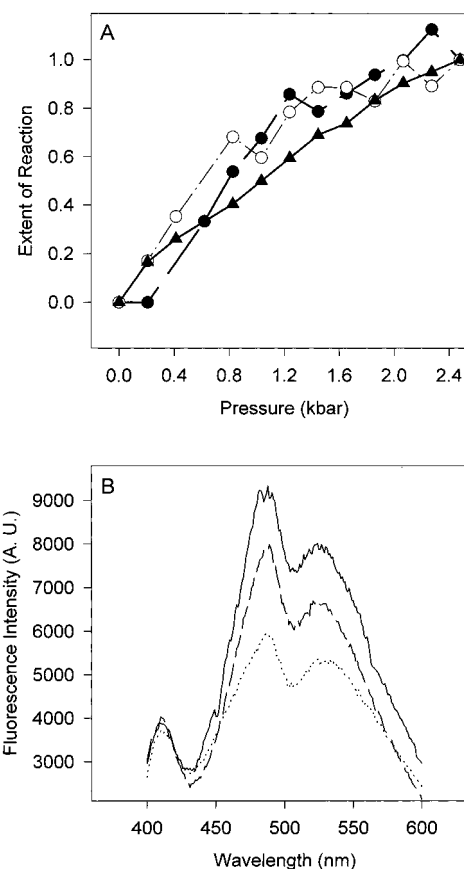 A
1.0
0.8
0.6
0.4
0.2
0.0
Extent of Reaction
0.0 0.4 0.8 1.2 1.6 2.0 2.4
Pressure (kbar)
B
9000
8000
7000
6000
5000
4000
3000
Fluorescence Intensity (A. U.)
400 450 500 550 600
Wavelength (nm)